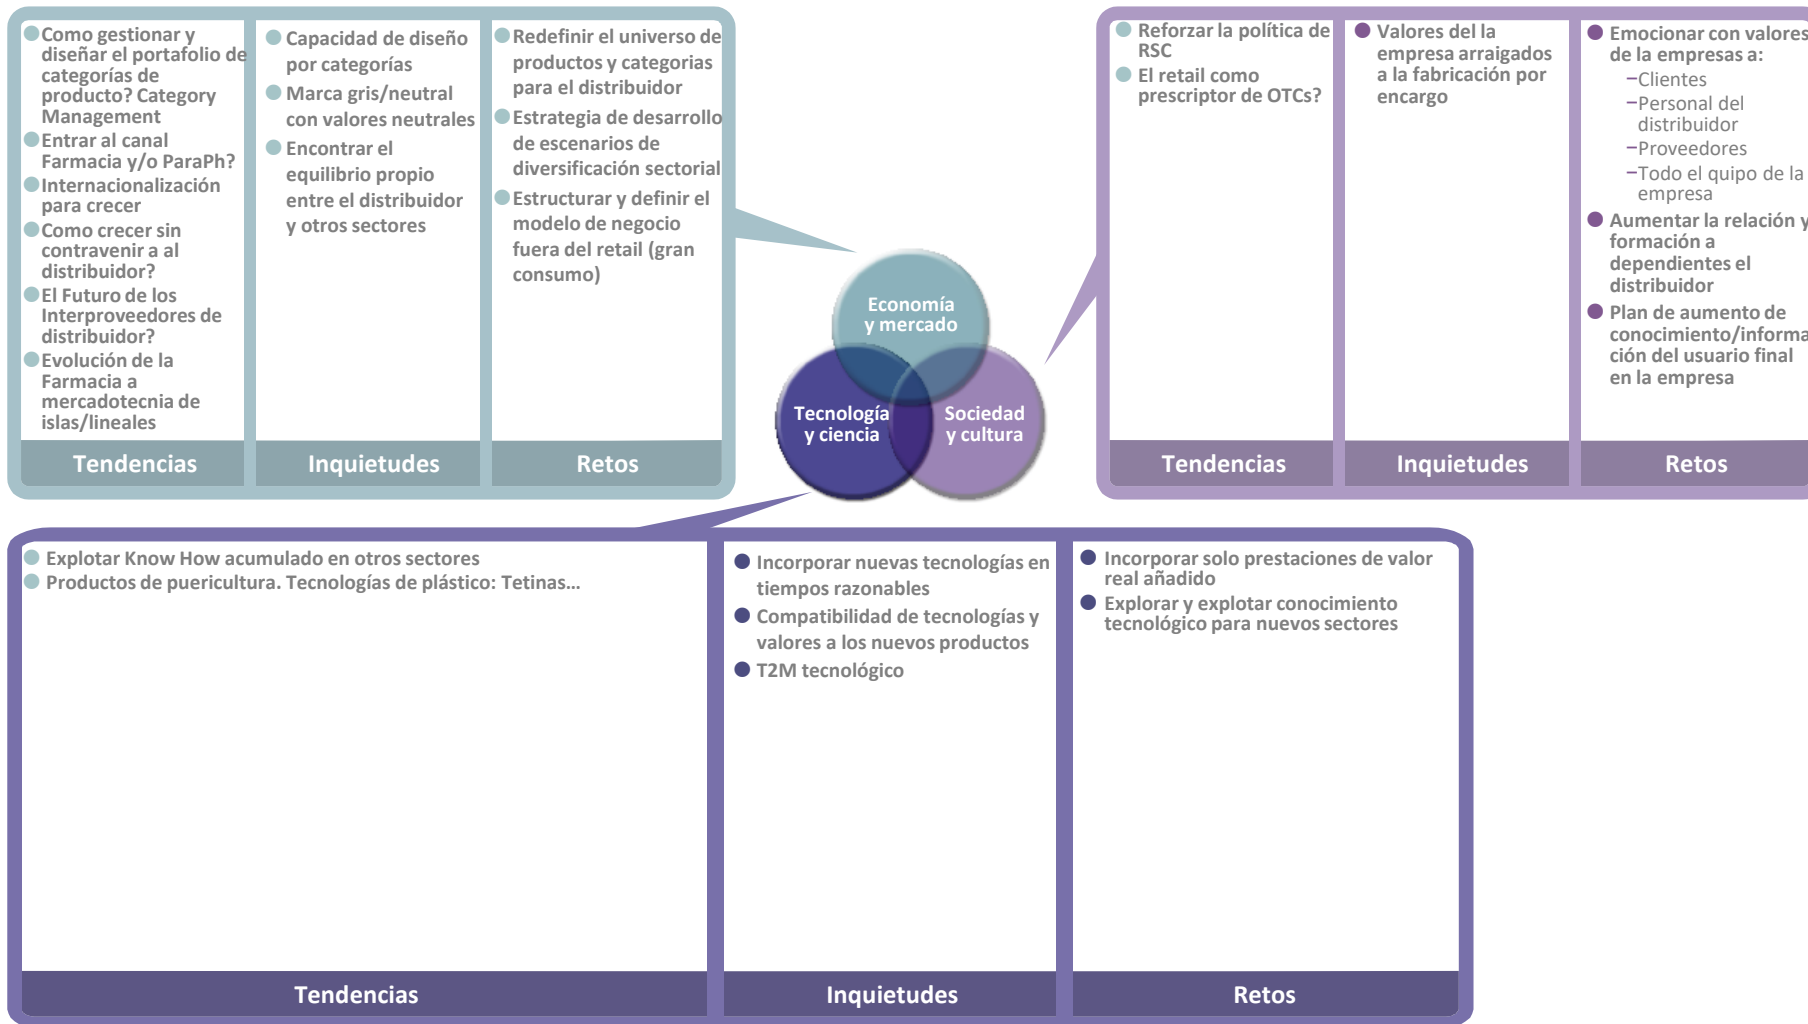 Como gestionar y
diseñar el portafolio de
categorías de
producto? Category
Management
Entrar al canal
Farmacia y/o ParaPh?
Internacionalización
para crecer
Como crecer sin
contravenir a al
distribuidor?
El Futuro de los
Interproveedores de
distribuidor?
Evolución de la
Farmacia a
mercadotecnia de
islas/lineales
Tendencias
Capacidad de diseño
por categorías
Marca gris/neutral
con valores neutrales
Encontrar el
equilibrio propio
entre el distribuidor
y otros sectores
Inquietudes
Redefinir el universo de
productos y categorias
para el distribuidor
Estrategia de desarrollo
de escenarios de
diversificación sectorial
Estructurar y definir el
modelo de negocio
fuera del retail (gran
consumo)
Retos
Economía
y mercado
Tecnología
y ciencia
Sociedad
y cultura
Reforzar la política de
RSC
El retail como
prescriptor de OTCs?
Tendencias
Valores del la
empresa arraigados
a la fabricación por
encargo
Inquietudes
Emocionar con valores
de la empresas a:
–Clientes
–Personal del
distribuidor
–Proveedores
–Todo el quipo de la
empresa
Aumentar la relación y
formación a
dependientes el
distribuidor
Plan de aumento de
conocimiento/informa
ción del usuario final
en la empresa
Retos
Explotar Know How acumulado en otros sectores
Productos de puericultura. Tecnologías de plástico: Tetinas...
Tendencias
Incorporar nuevas tecnologías en
tiempos razonables
Compatibilidad de tecnologías y
valores a los nuevos productos
T2M tecnológico
Inquietudes
Incorporar solo prestaciones de valor
real añadido
Explorar y explotar conocimiento
tecnológico para nuevos sectores
Retos